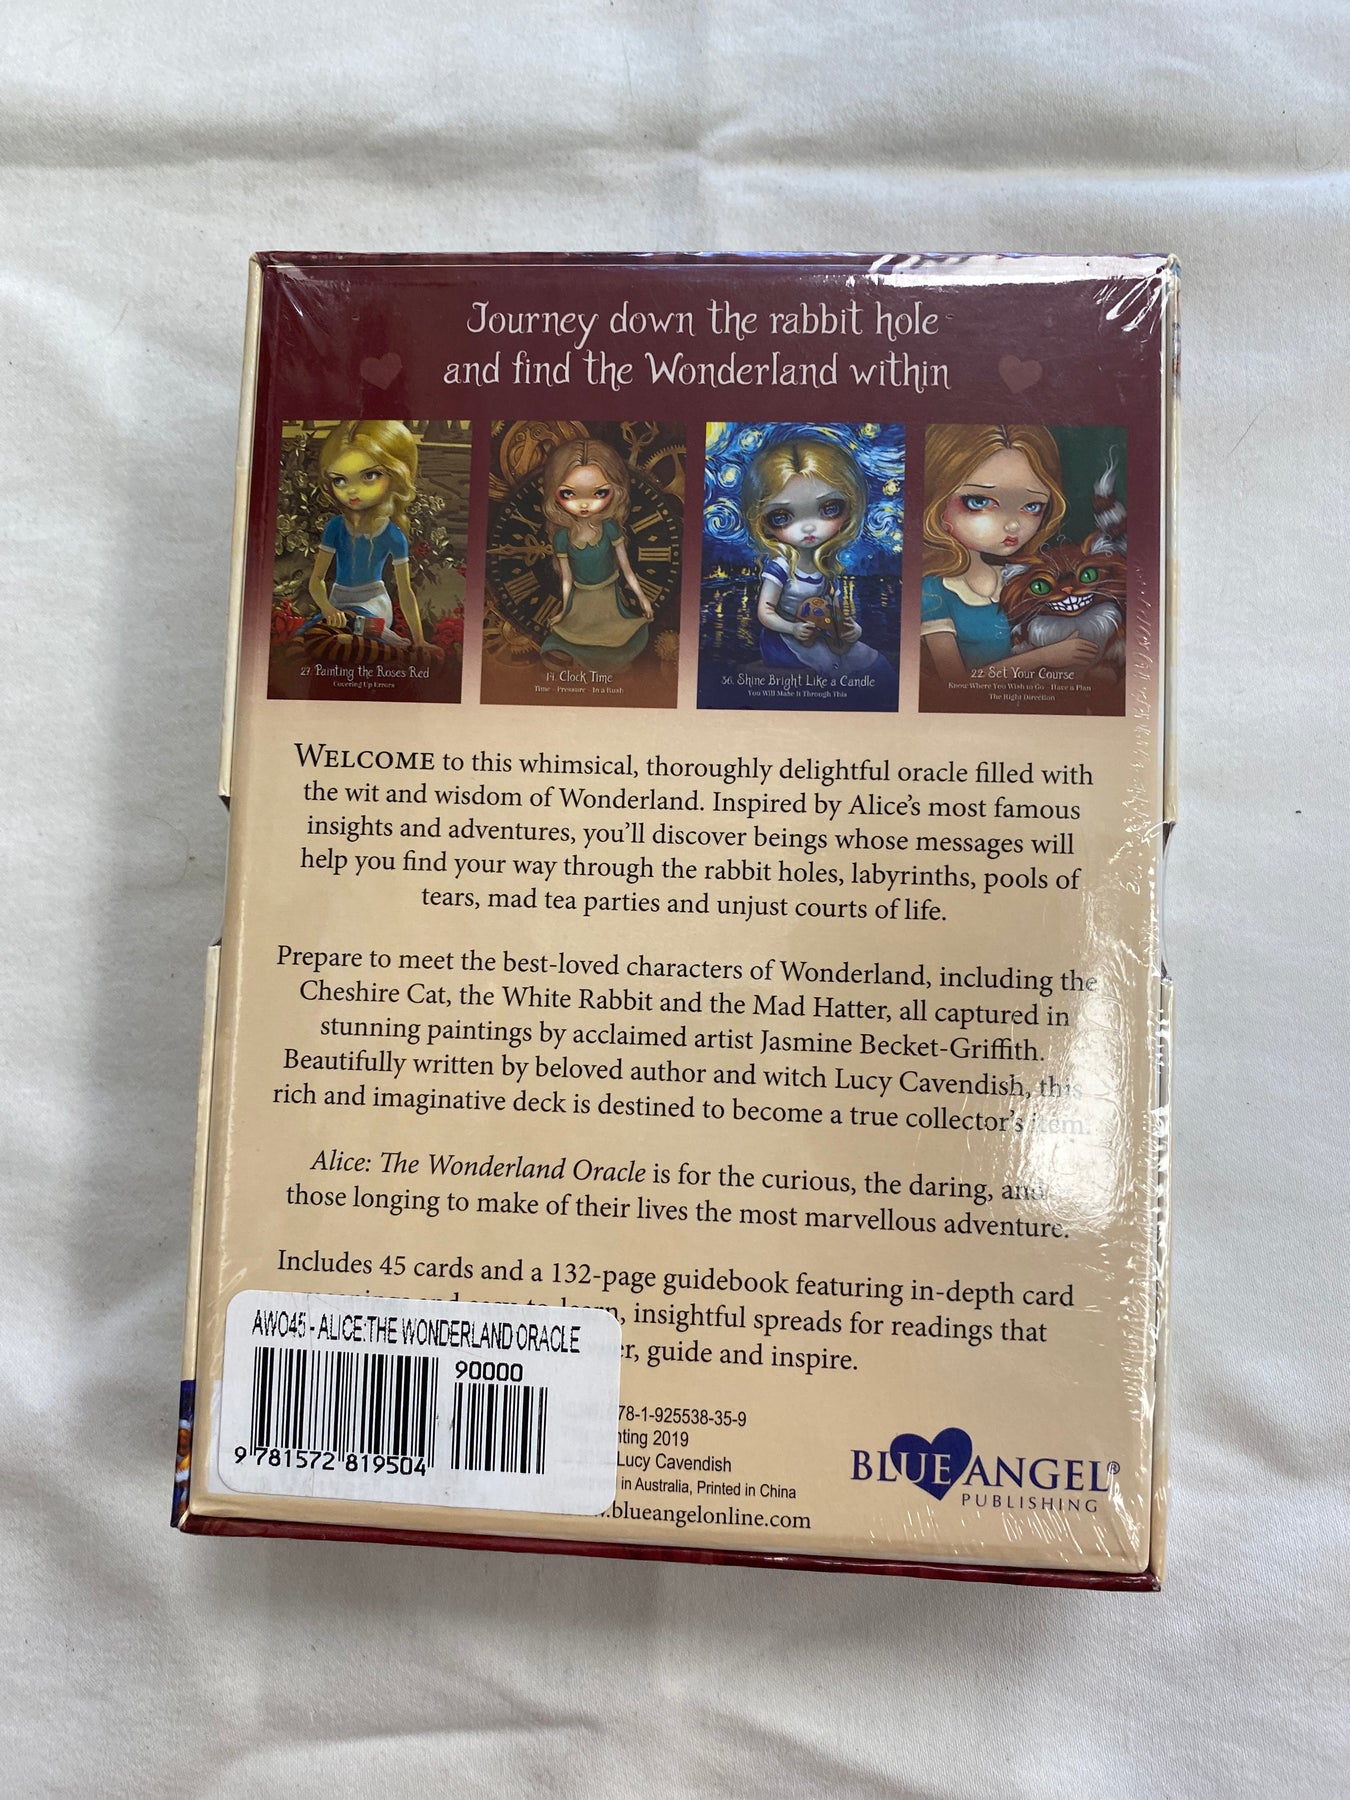 Journey down the rabbit hole
and find the Wonderland within
27. Painting the Roses Red
Covering Up Errors
14. Clock Time
Time - Pressure - In a Rush
36. Shine Bright Like a Candle
You Will Make It Through This
22. Set Your Course
Know Where You Wish to Go - Have a Plan
The Right Direction
WELCOME to this whimsical, thoroughly delightful oracle filled with
the wit and wisdom of Wonderland. Inspired by Alice's most famous
insights and adventures, you'll discover beings whose messages will
help you find your way through the rabbit holes, labyrinths, pools of
tears, mad tea parties and unjust courts of life.
Prepare to meet the best-loved characters of Wonderland, including the
Cheshire Cat, the White Rabbit and the Mad Hatter, all captured in
stunning paintings by acclaimed artist Jasmine Becket-Griffith.
Beautifully written by beloved author and witch Lucy Cavendish, this
rich and imaginative deck is destined to become a true collector's item.
Alice: The Wonderland Oracle is for the curious, the daring, and
those longing to make of their lives the most marvellous adventure.
Includes 45 cards and a 132-page guidebook featuring in-depth card
insightful spreads for readings that
guide and inspire.
AWO45 - ALICE:THE WONDERLAND ORACLE
90000
9 781572 819504
78-1-925538-35-9
2019
Lucy Cavendish
in Australia, Printed in China
.blueangelonline.com
BLUE ANGEL®
PUBLISHING